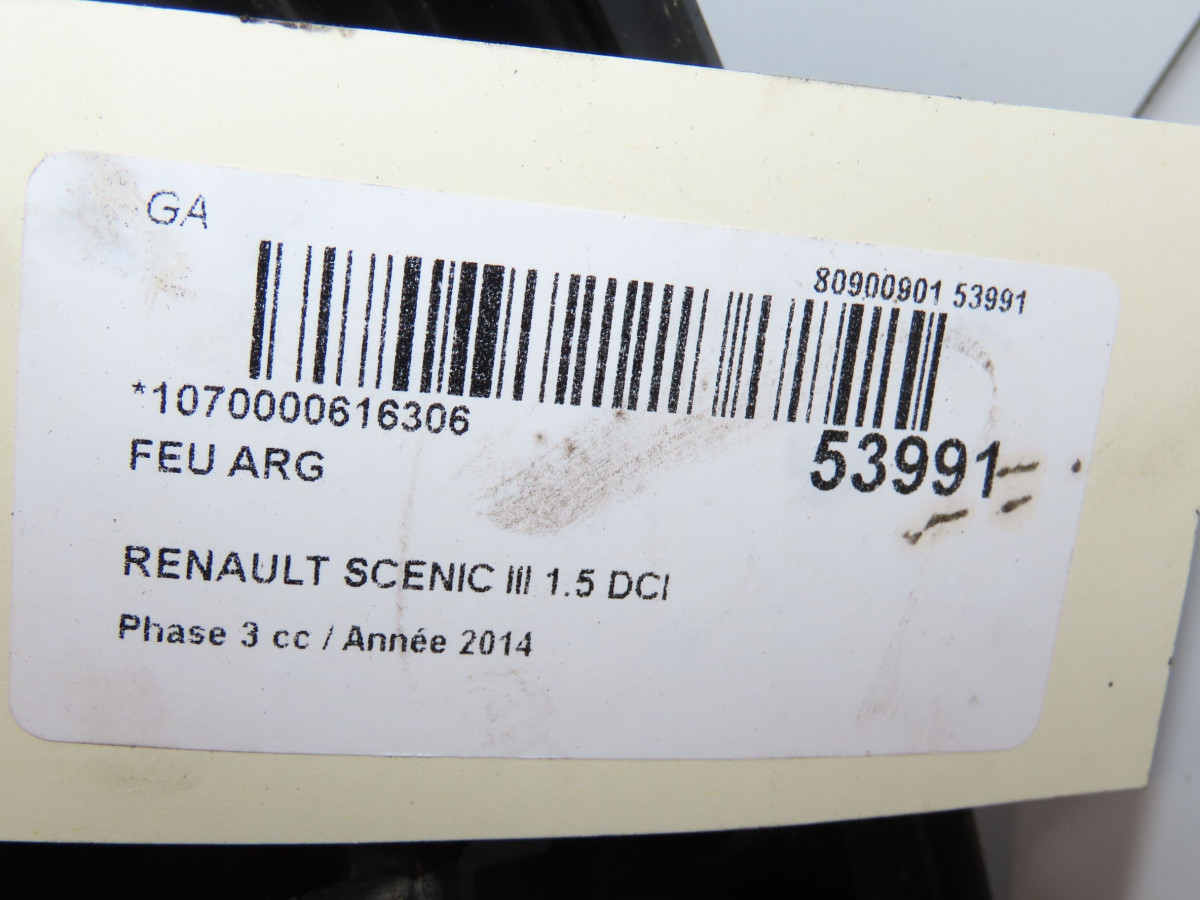 GA
80900901 53991
*1070000616306
53991
FEU ARG
RENAULT SCENIC III 1.5 DCI
Phase 3 cc / Année 2014